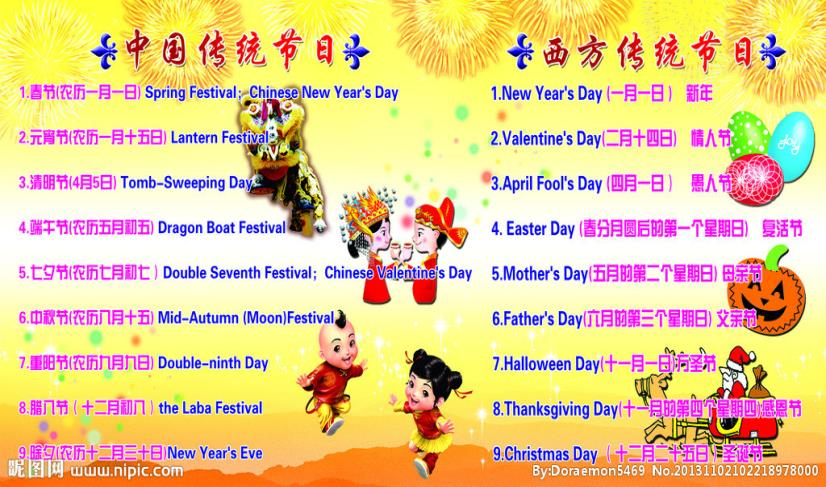 中国传统节日
1.春节(农历一月一日) Spring Festival；Chinese New Year's Day
2.元宵节(农历一月十五日) Lantern Festival
3.清明节(4月5日) Tomb-Sweeping Day
4.端午节(农历五月初五) Dragon Boat Festival
5.七夕节(农历七月初七) Double Seventh Festival；Chinese Valentine's Day
6.中秋节(农历八月十五) Mid-Autumn (Moon)Festival
7.重阳节(农历九月九日) Double-ninth Day
8.腊八节（十二月初八）the Laba Festival
9.除夕(农历十二月三十日)New Year's Eve
西方传统节日
1.New Year's Day (一月一日） 新年
2.Valentine's Day(二月十四日） 情人节
3.April Fool's Day (四月一日） 愚人节
4. Easter Day (春分月圆后的第一个星期日） 复活节
5.Mother's Day(五月的第二个星期日) 母亲节
6.Father's Day(六月的第三个星期日) 父亲节
7.Halloween Day(十一月一日)万圣节
8.Thanksgiving Day(十一月的第四个星期四)感恩节
9.Christmas Day （十二月二十五日）圣诞节
joy
昵图网 www.nipic.com
By:Doraemon5469 No.20131102102218978000